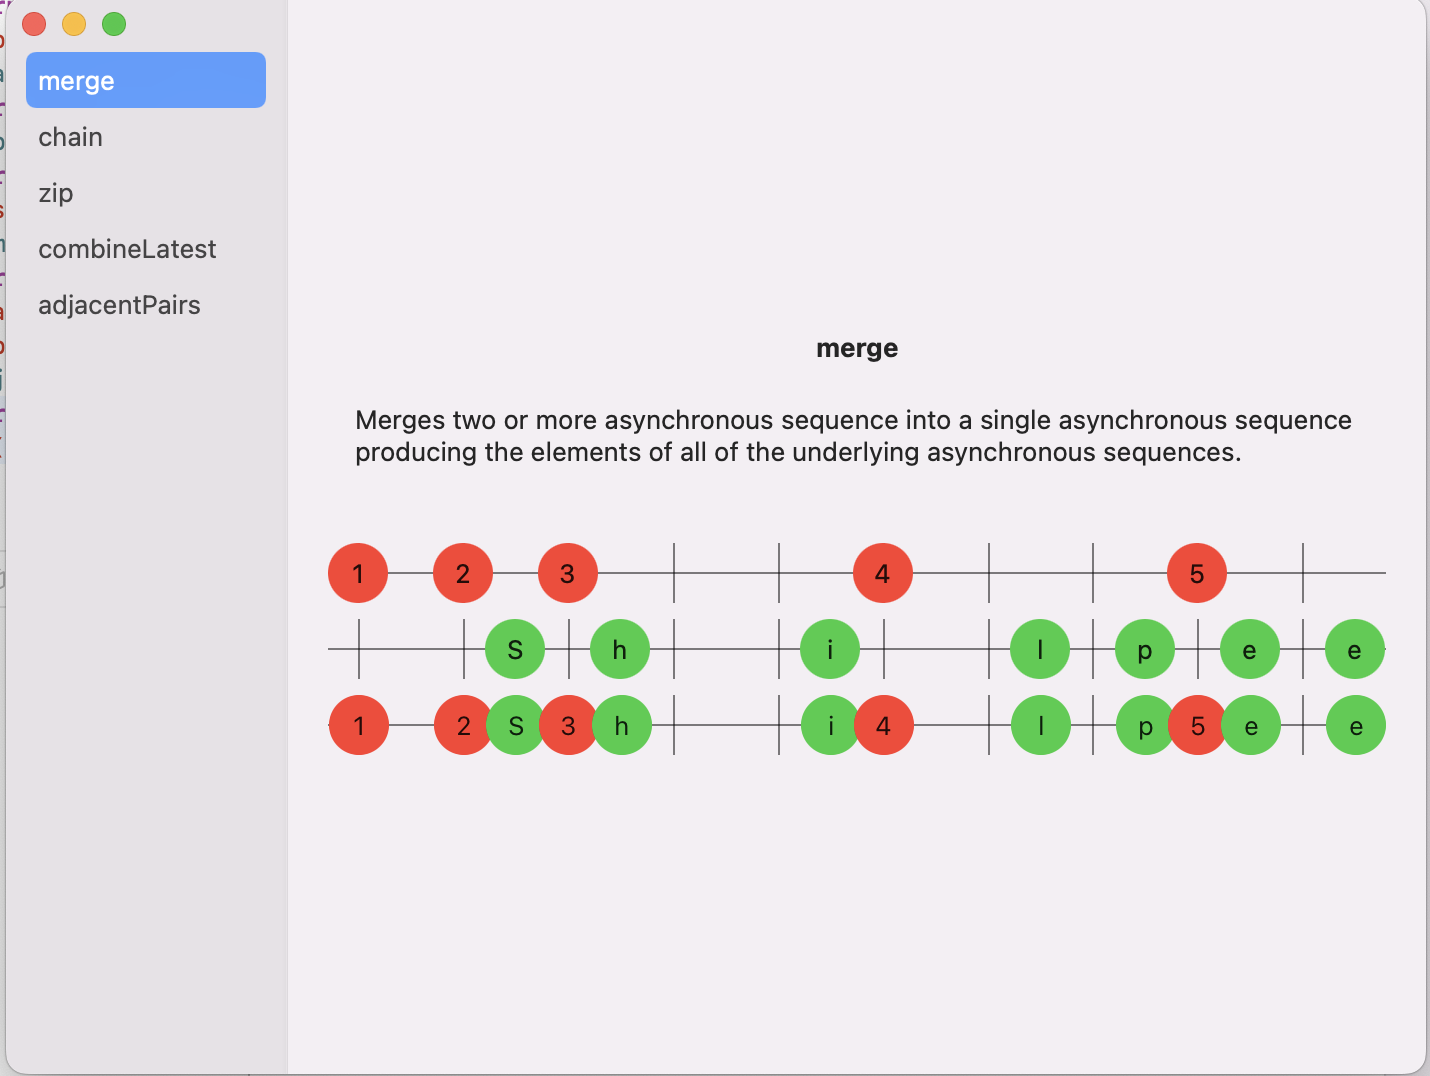 merge
chain
zip
combineLatest
adjacentPairs
merge
Merges two or more asynchronous sequence into a single asynchronous sequence
producing the elements of all of the underlying asynchronous sequences.
1 2 3 4 5
S h i l p e e
1 2 S 3 h i 4 l p 5 e e